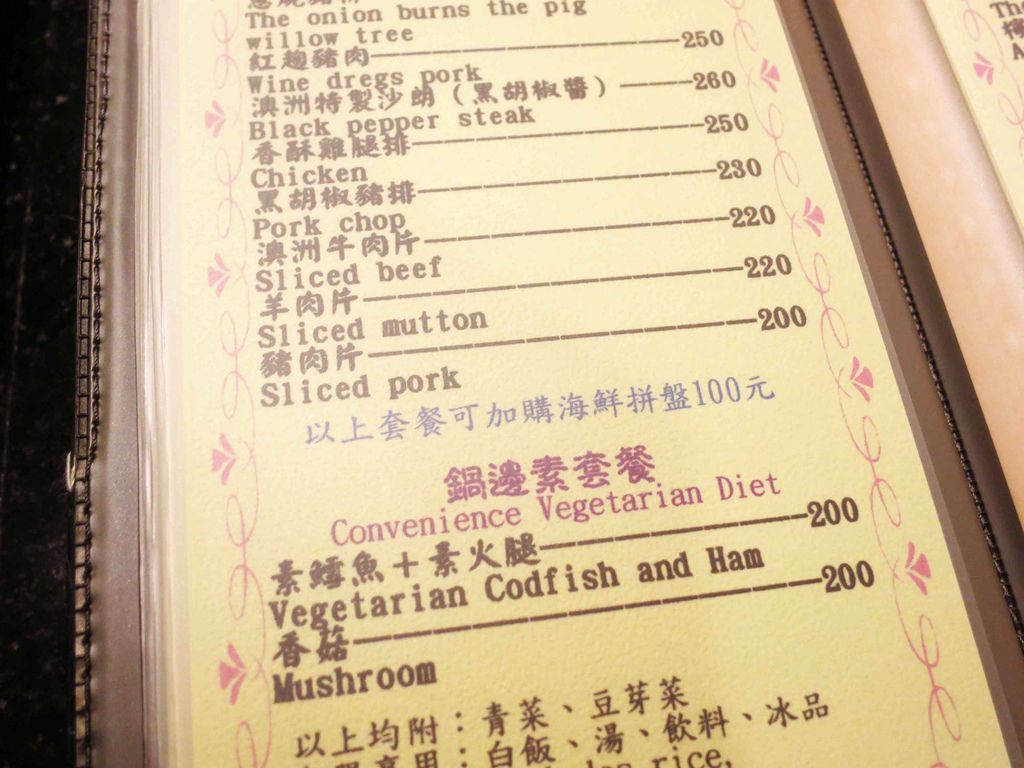 The onion burns the pig
willow tree
紅麴豬肉 250
Wine dregs pork
澳洲特製沙朗（黑胡椒醬） 260
Black pepper steak
香酥雞腿排 250
Chicken
黑胡椒豬排 230
Pork chop
澳洲牛肉片 220
Sliced beef
羊肉片 220
Sliced mutton
豬肉片 200
Sliced pork
以上套餐可加購海鮮拼盤100元
鍋邊素套餐
Convenience Vegetarian Diet
素鱈魚＋素火腿 200
Vegetarian Codfish and Ham
香菇 200
Mushroom
以上均附：青菜、豆芽菜
享用：白飯、湯、飲料、冰品
rice,